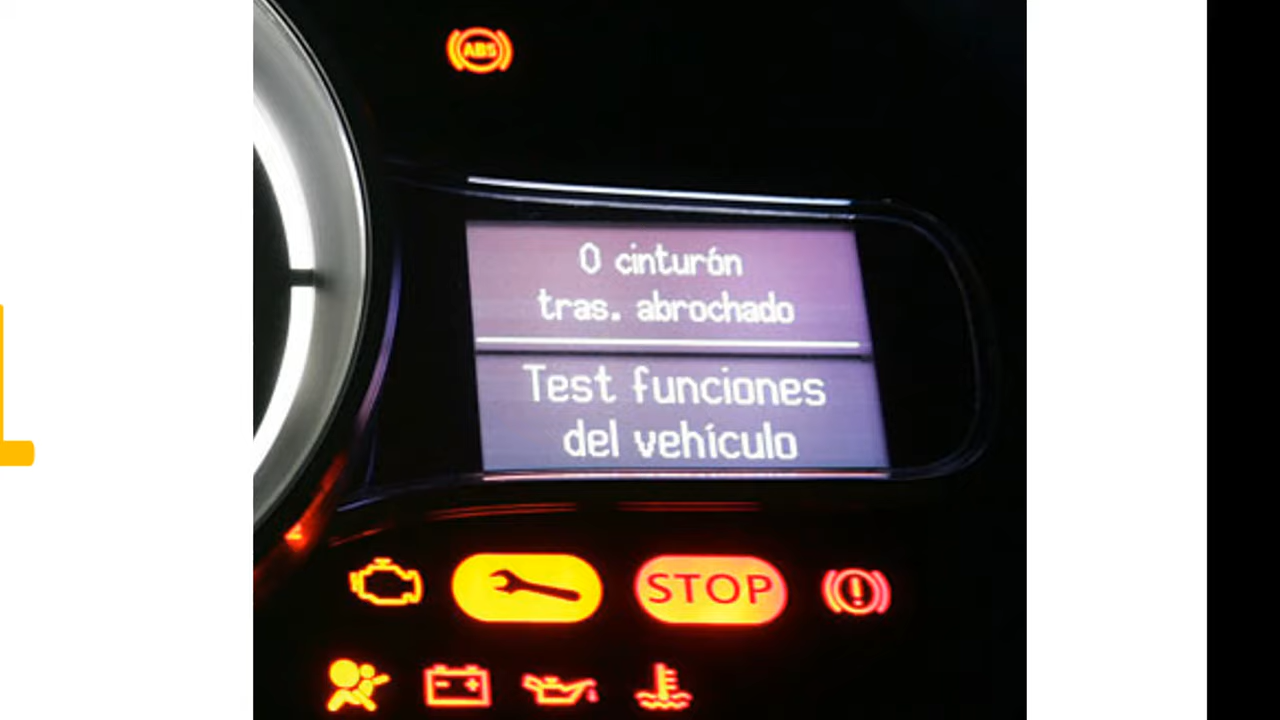 ABS
0 cinturón
tras. abrochado
Test funciones
del vehículo
STOP